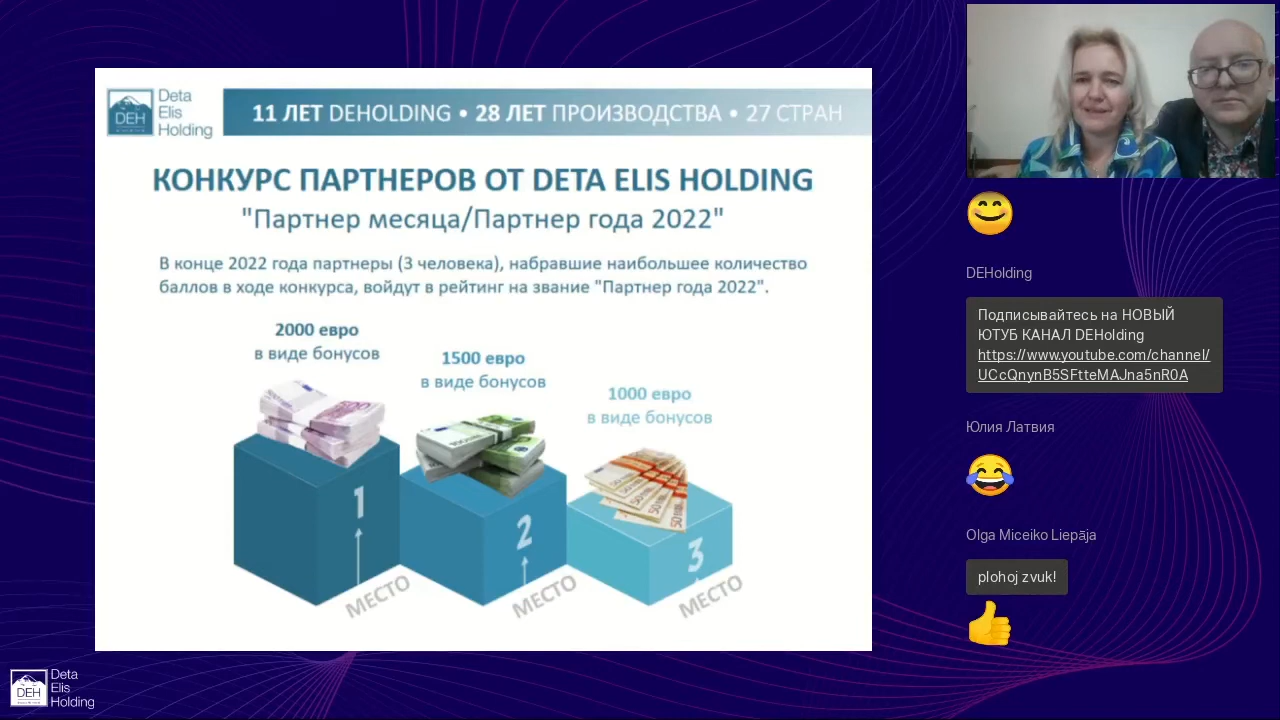 Deta
Elis
Holding
DEH
11 ЛЕТ DEHOLDING • 28 ЛЕТ ПРОИЗВОДСТВА • 27 СТРАН
КОНКУРС ПАРТНЕРОВ ОТ DETA ELIS HOLDING
"Партнер месяца/Партнер года 2022"
В конце 2022 года партнеры (3 человека), набравшие наибольшее количество
баллов в ходе конкурса, войдут в рейтинг на звание "Партнер года 2022".
2000 евро
в виде бонусов
1500 евро
в виде бонусов
1000 евро
в виде бонусов
1
2
3
МЕСТО
МЕСТО
МЕСТО
DEHolding
Подписывайтесь на НОВЫЙ
ЮТУБ КАНАЛ DEHolding
https://www.youtube.com/channel/
UCcQnynB5SFtteMAJna5nR0A
Юлия Латвия
Olga Miceiko Liepāja
plohoj zvuk!
Deta
Elis
Holding
DEH